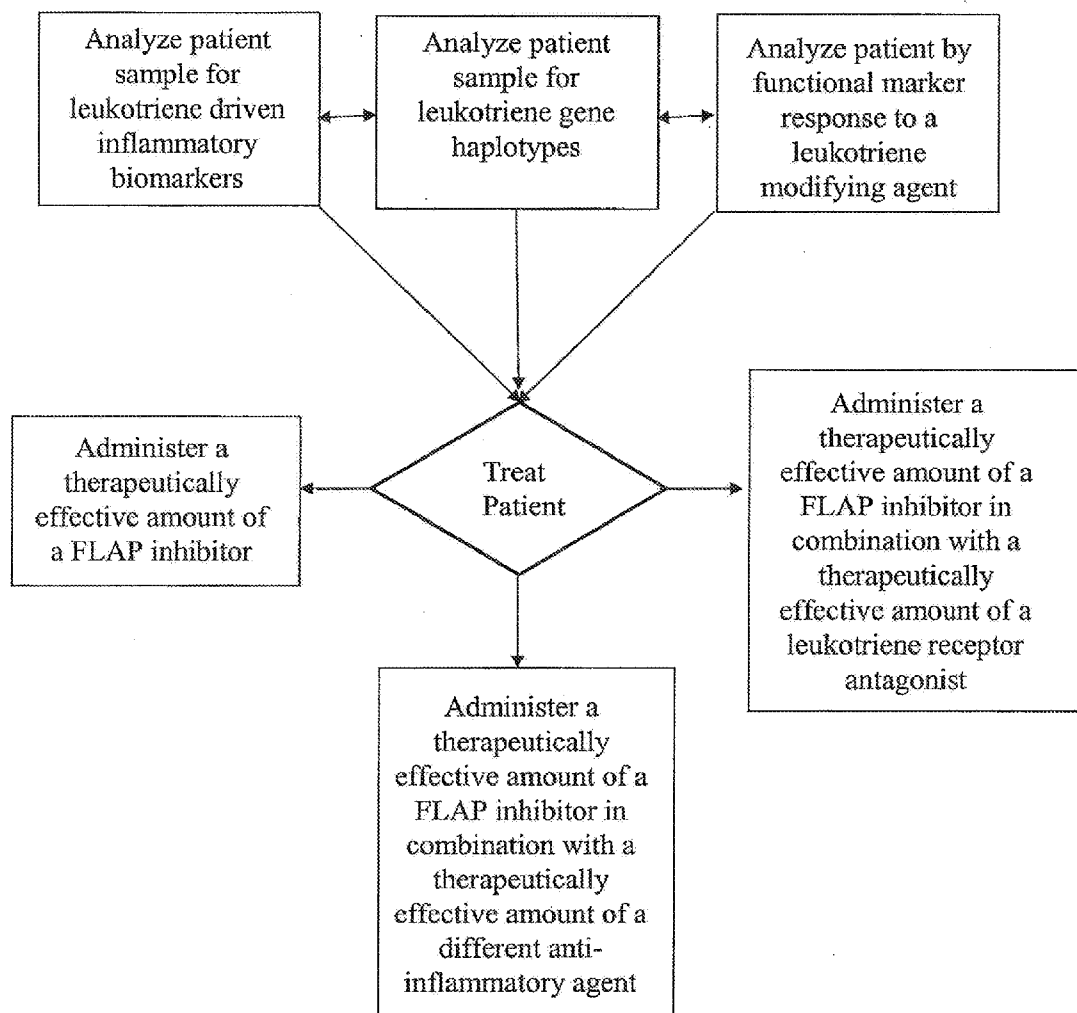 Analyze patient
sample for
leukotriene driven
inflammatory
biomarkers
Analyze patient
sample for
leukotriene gene
haplotypes
Analyze patient by
functional marker
response to a
leukotriene
modifying agent
Administer a
therapeutically
effective amount of
a FLAP inhibitor
Treat
Patient
Administer a
therapeutically
effective amount of a
FLAP inhibitor in
combination with a
therapeutically
effective amount of a
leukotriene receptor
antagonist
Administer a
therapeutically
effective amount of a
FLAP inhibitor in
combination with a
therapeutically
effective amount of a
different anti-
inflammatory agent